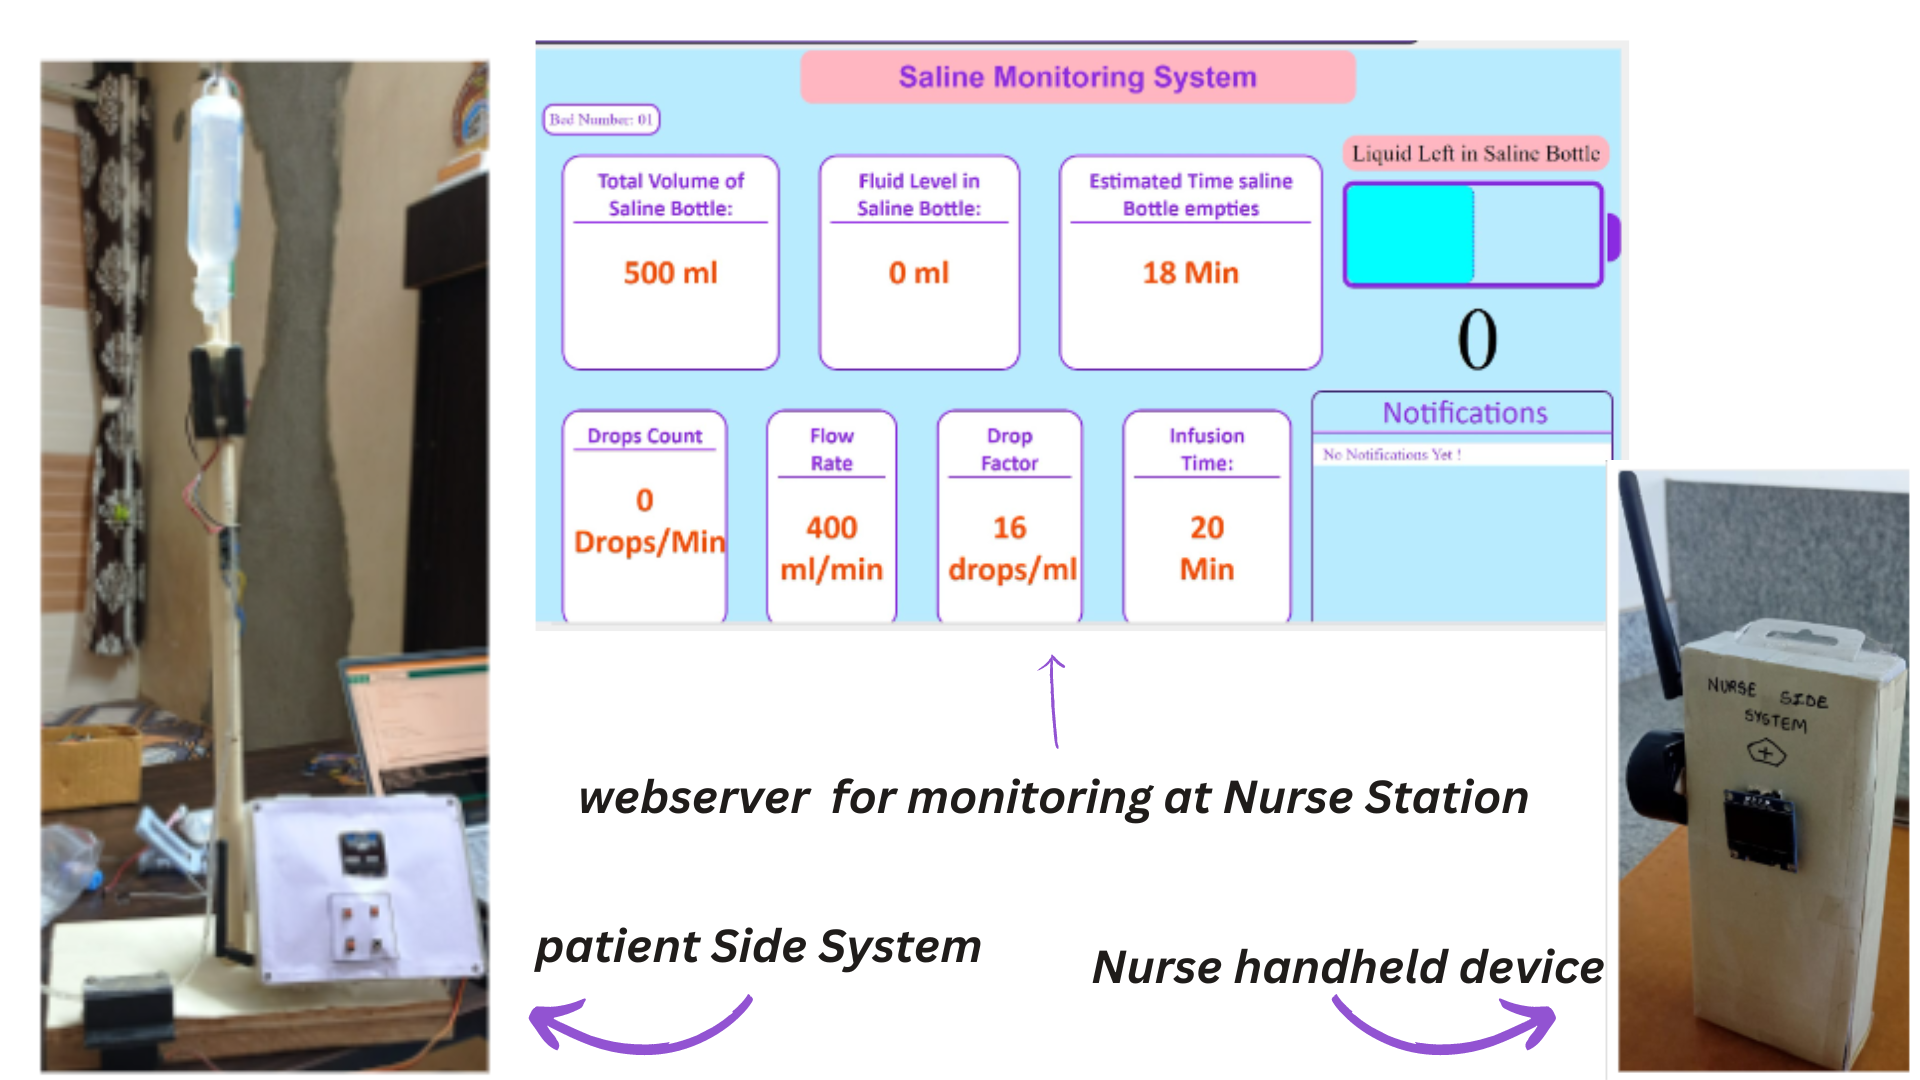 Saline Monitoring System
Bed Number: 01
Total Volume of
Saline Bottle:
500 ml
Fluid Level in
Saline Bottle:
0 ml
Estimated Time saline
Bottle empties
18 Min
Liquid Left in Saline Bottle
0
Drops Count
0
Drops/Min
Flow
Rate
400
ml/min
Drop
Factor
16
drops/ml
Infusion
Time:
20
Min
Notifications
No Notifications Yet !
NURSE SIDE
SYSTEM
webserver for monitoring at Nurse Station
patient Side System
Nurse handheld device